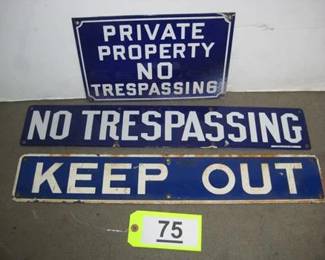 PRIVATE
PROPERTY
NO
TRESPASSING
NO TRESPASSING
KEEP OUT
75